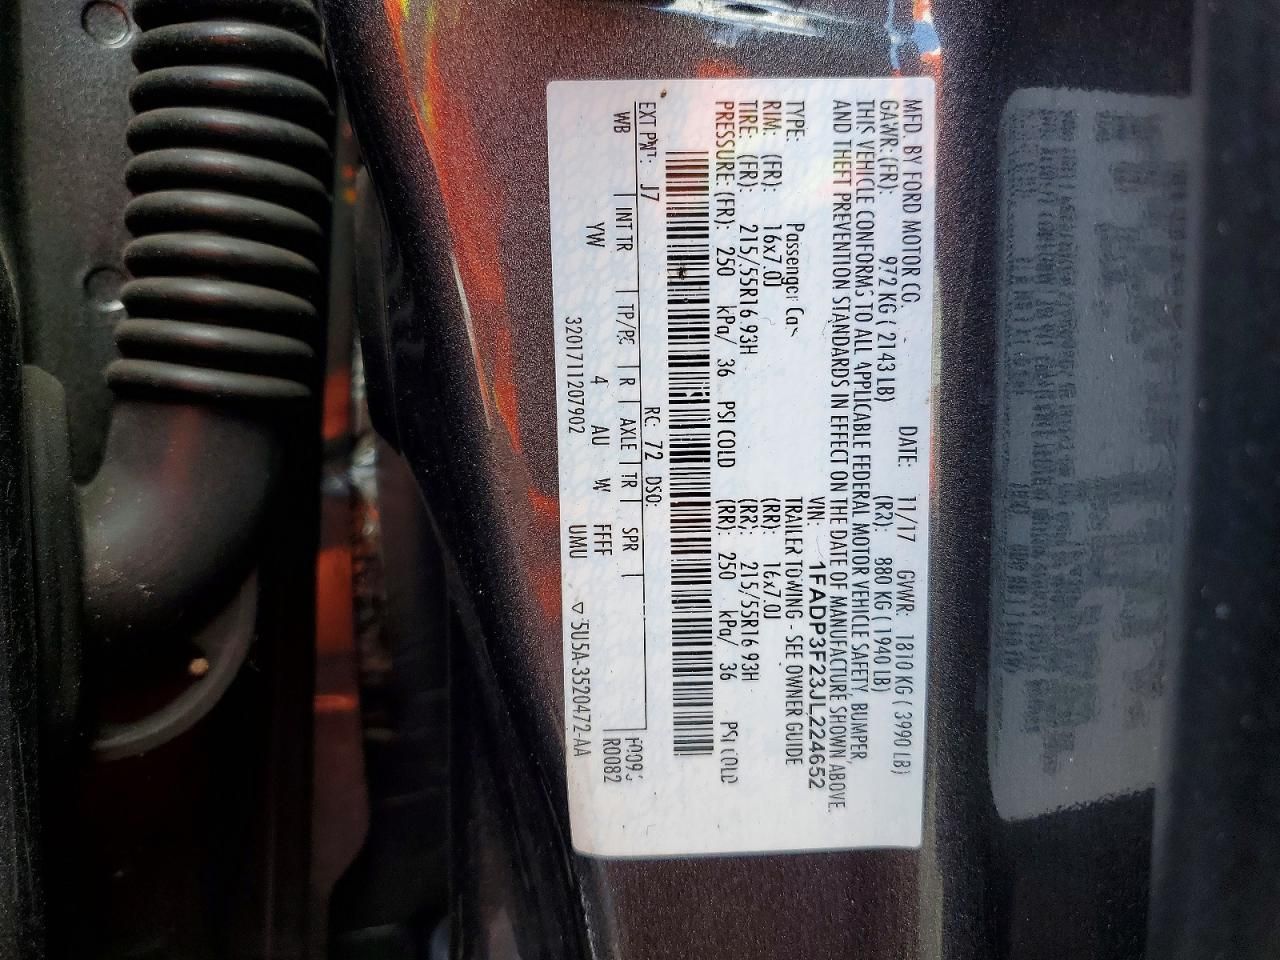 MFD. BY FORD MOTOR CO.
DATE: 11/17 GVWR: 1810 KG ( 3990 LB)
GAWR: (FR): 972 KG ( 2143 LB) (R2): 880 KG ( 1940 LB)
THIS VEHICLE CONFORMS TO ALL APPLICABLE FEDERAL MOTOR VEHICLE SAFETY, BUMPER,
AND THEFT PREVENTION STANDARDS IN EFFECT ON THE DATE OF MANUFACTURE SHOWN ABOVE.
VIN: 1FADP3F23JL224652
TYPE: Passenger Car TRAILER TOWING - SEE OWNER GUIDE
RIM: (FR): 16x7.0J (RR): 16x7.0J
TIRE: (FR): 215/55R16 93H (RR): 215/55R16 93H
PRESSURE: (FR): 250 kPa/ 36 PSI COLD (RR): 250 kPa/ 36 PSI COLD
EXT PNT: J7 RC: 72 DSO:
WB INT TR TP/PS R AXLE TR SPR
YW 4 AU W FFFF
R0082
3201711207902 UMU 5U5A-3520472-AA